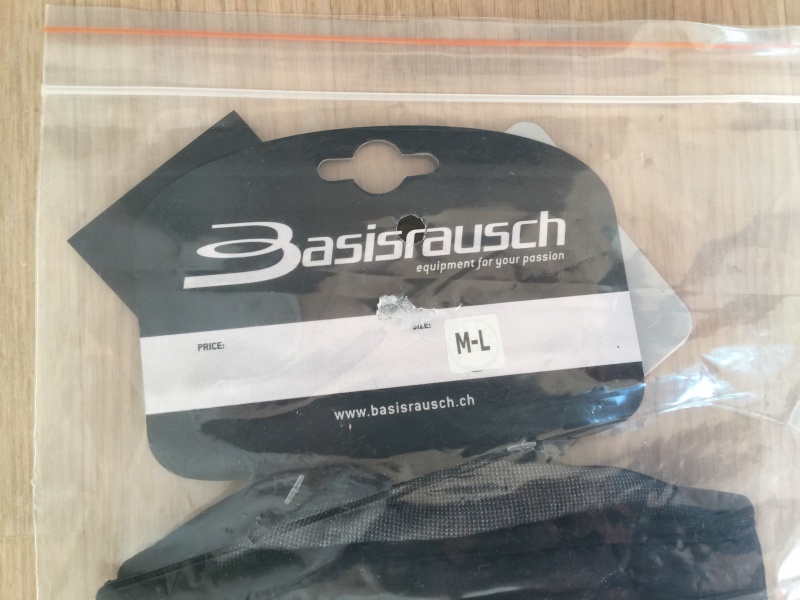 Basisrausch
equipment for your passion
PRICE:
SIZE:
M-L
www.basisrausch.ch